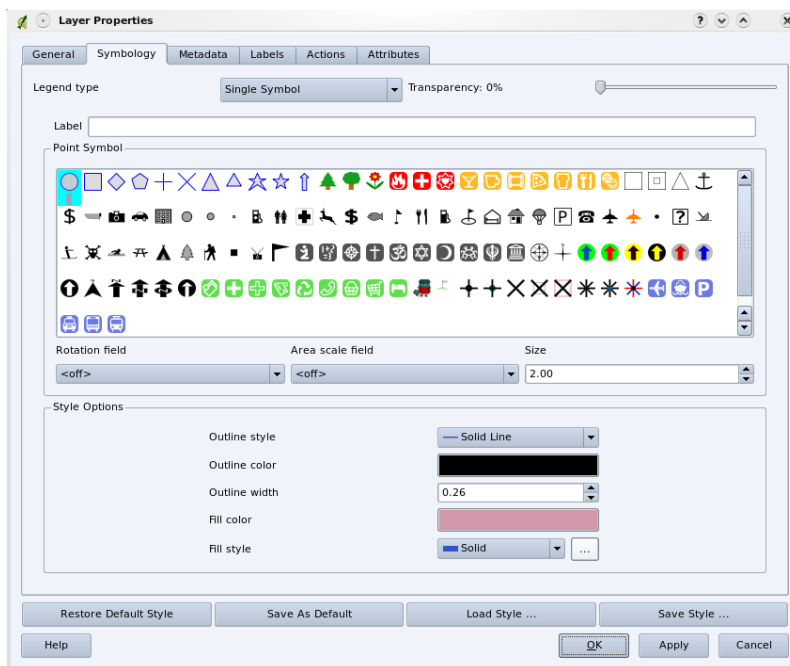 Layer Properties
General Symbology Metadata Labels Actions Attributes
Legend type Single Symbol Transparency: 0%
Label
Point Symbol
Rotation field Area scale field Size
<off> <off> 2.00
Style Options
Outline style Solid Line
Outline color
Outline width 0.26
Fill color
Fill style Solid ...
Restore Default Style Save As Default Load Style ... Save Style ...
Help OK Apply Cancel